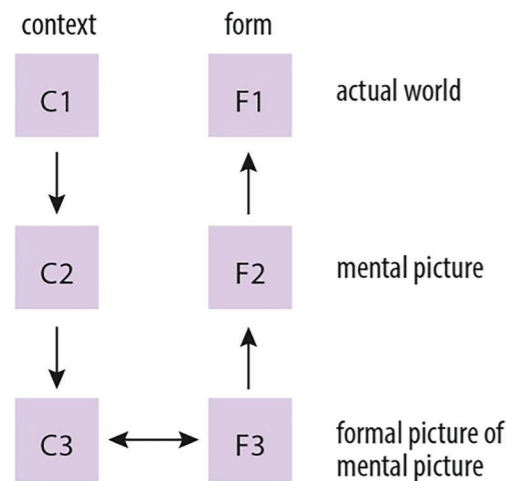 context form
C1 F1 actual world
C2 F2 mental picture
C3 F3 formal picture of
mental picture